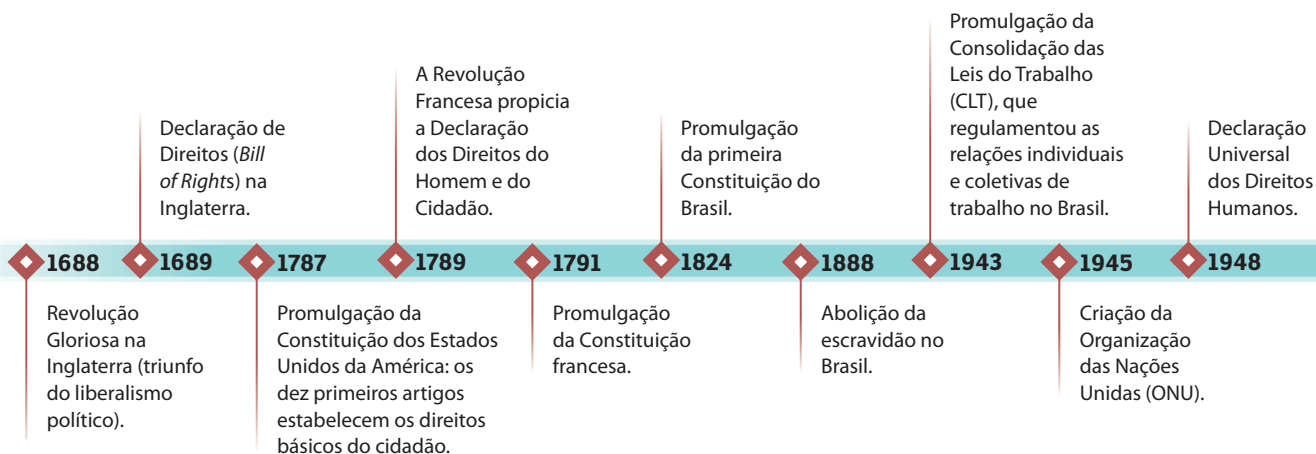 1688
Revolução
Gloriosa na
Inglaterra (triunfo
do liberalismo
político).
1689
Declaração de
Direitos (Bill
of Rights) na
Inglaterra.
1787
Promulgação da
Constituição dos Estados
Unidos da América: os
dez primeiros artigos
estabelecem os direitos
básicos do cidadão.
1789
A Revolução
Francesa propicia
a Declaração
dos Direitos do
Homem e do
Cidadão.
1791
Promulgação
da Constituição
francesa.
1824
Promulgação
da primeira
Constituição do
Brasil.
1888
Abolição da
escravidão no
Brasil.
1943
Promulgação da
Consolidação das
Leis do Trabalho
(CLT), que
regulamentou as
relações individuais
e coletivas de
trabalho no Brasil.
1945
Criação da
Organização
das Nações
Unidas (ONU).
1948
Declaração
Universal
dos Direitos
Humanos.